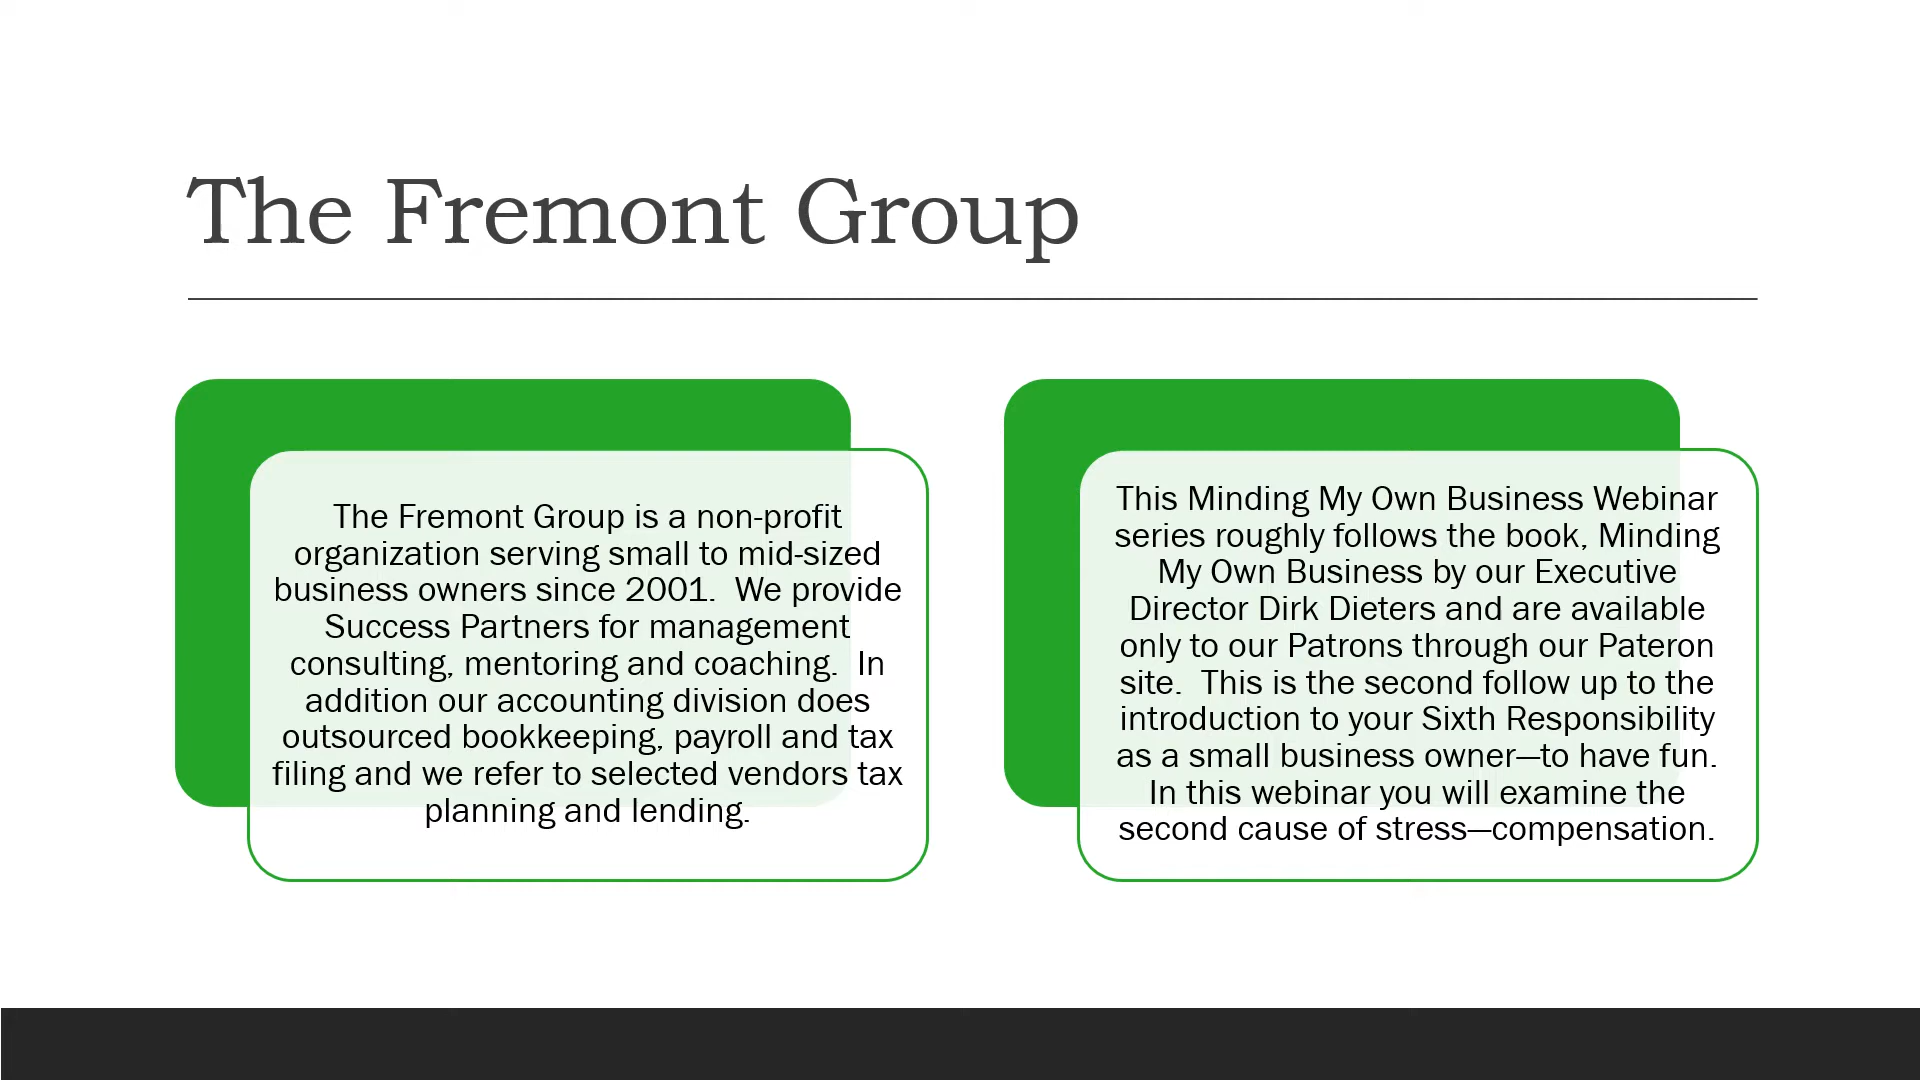 The Fremont Group
The Fremont Group is a non-profit
organization serving small to mid-sized
business owners since 2001.  We provide
Success Partners for management
consulting, mentoring and coaching.  In
addition our accounting division does
outsourced bookkeeping, payroll and tax
filing and we refer to selected vendors tax
planning and lending.
This Minding My Own Business Webinar
series roughly follows the book, Minding
My Own Business by our Executive
Director Dirk Dieters and are available
only to our Patrons through our Pateron
site.  This is the second follow up to the
introduction to your Sixth Responsibility
as a small business owner—to have fun.
In this webinar you will examine the
second cause of stress—compensation.